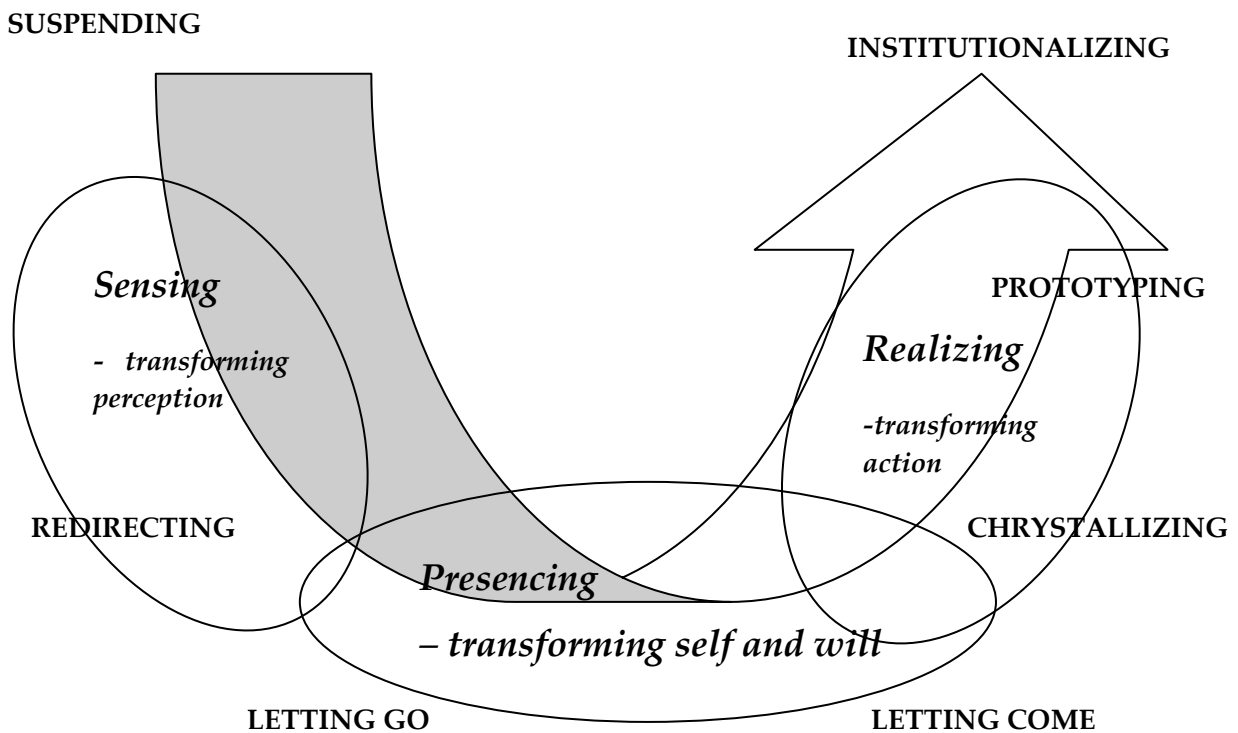 SUSPENDING
INSTITUTIONALIZING
Sensing
- transforming
perception
PROTOTYPING
Realizing
-transforming
action
REDIRECTING
CHRYSTALLIZING
Presencing
– transforming self and will
LETTING GO
LETTING COME